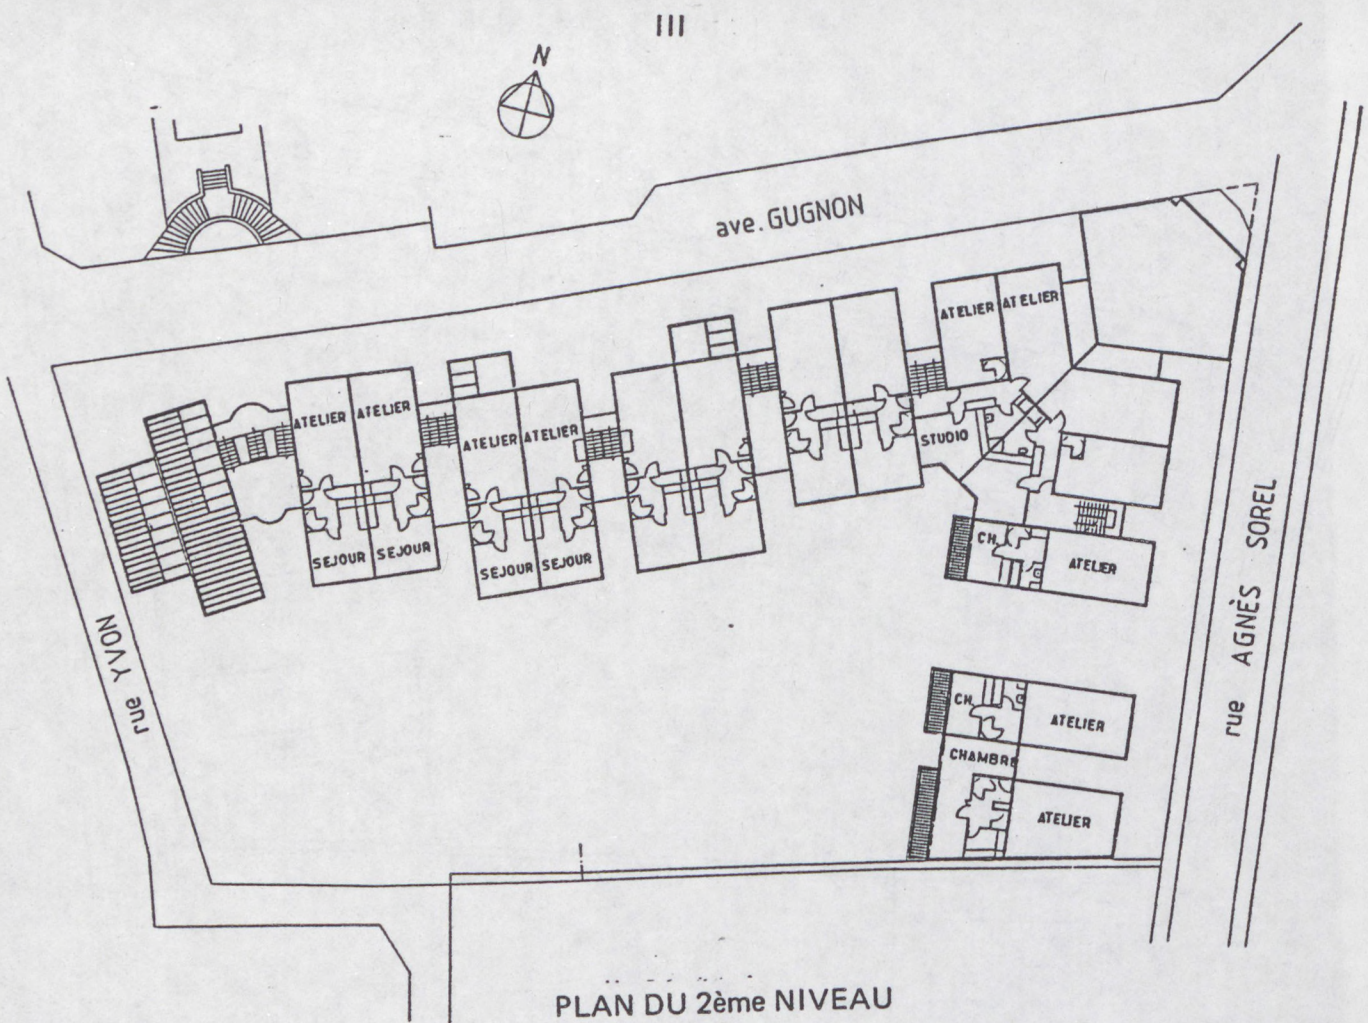 III
N
ave. GUGNON
ATELIER ATELIER
ATELIER ATELIER
ATELIER ATELIER
STUDIO
SEJOUR SEJOUR
SEJOUR SEJOUR
CH.
ATELIER
rue YVON
rue AGNÈS SOREL
CH.
ATELIER
CHAMBRE
ATELIER
PLAN DU 2ème NIVEAU